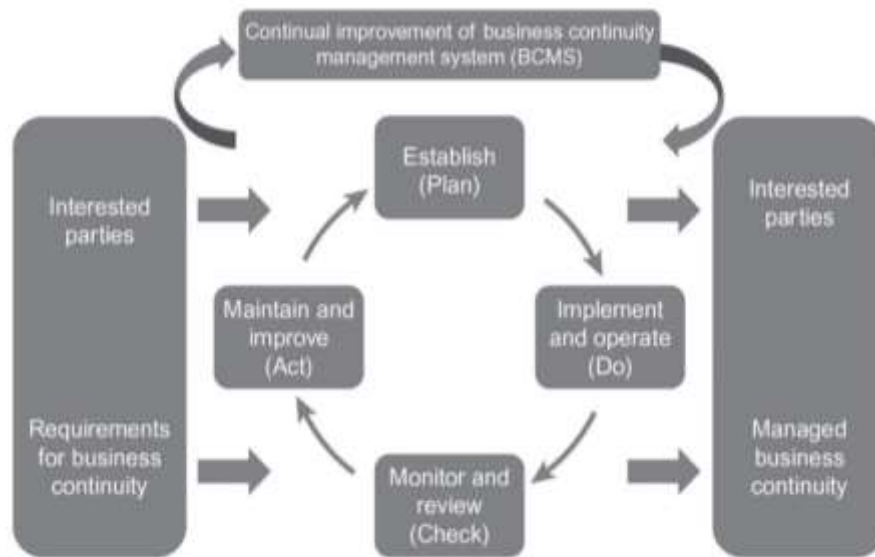 Continual improvement of business continuity
management system (BCMS)
Establish
(Plan)
Interested
parties
Interested
parties
Maintain and
improve
(Act)
Implement
and operate
(Do)
Requirements
for business
continuity
Managed
business
continuity
Monitor and
review
(Check)